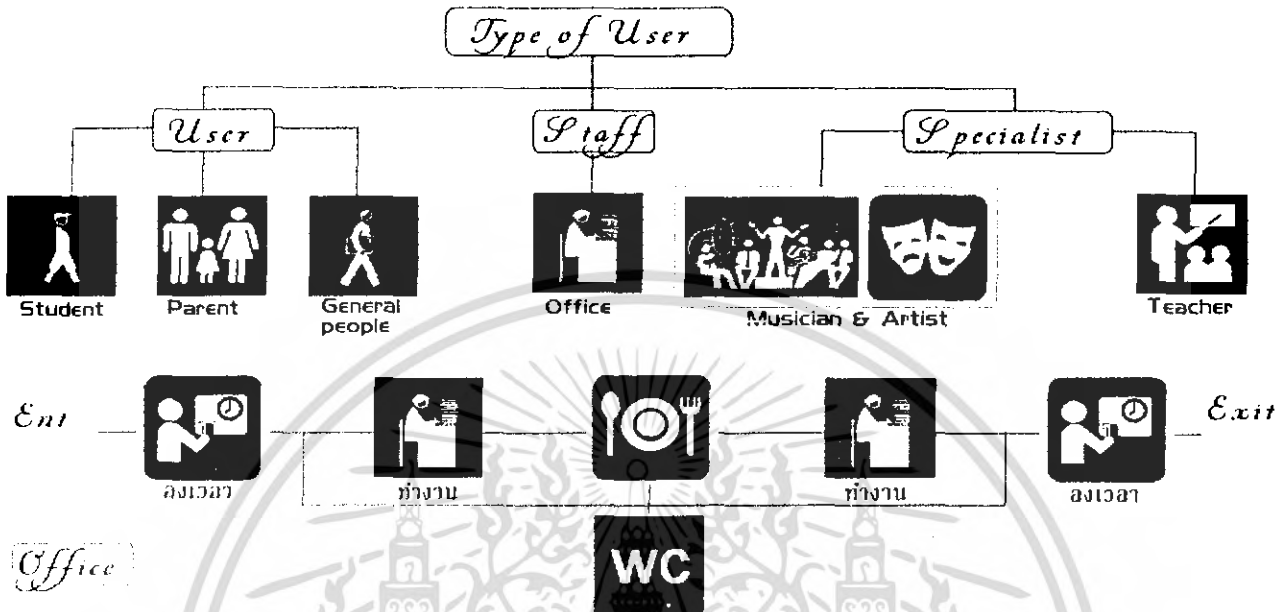 Type of User
User
Staff
Specialist
Student
Parent
General
people
Office
Musician & Artist
Teacher
Ent
Exit
ลงเวลา
ทำงาน
ทำงาน
ลงเวลา
WC
Office